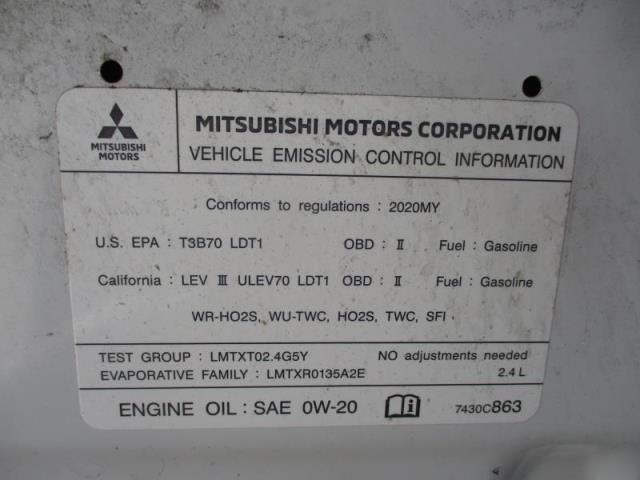 MITSUBISHI MOTORS
MITSUBISHI MOTORS CORPORATION
VEHICLE EMISSION CONTROL INFORMATION
Conforms to regulations : 2020MY
U.S. EPA : T3B70 LDT1 OBD : Ⅱ Fuel : Gasoline
California : LEV Ⅲ ULEV70 LDT1 OBD : Ⅱ Fuel : Gasoline
WR-HO2S, WU-TWC, HO2S, TWC, SFI
TEST GROUP : LMTXT02.4G5Y NO adjustments needed
EVAPORATIVE FAMILY : LMTXR0135A2E 2.4 L
ENGINE OIL : SAE 0W-20 7430C863